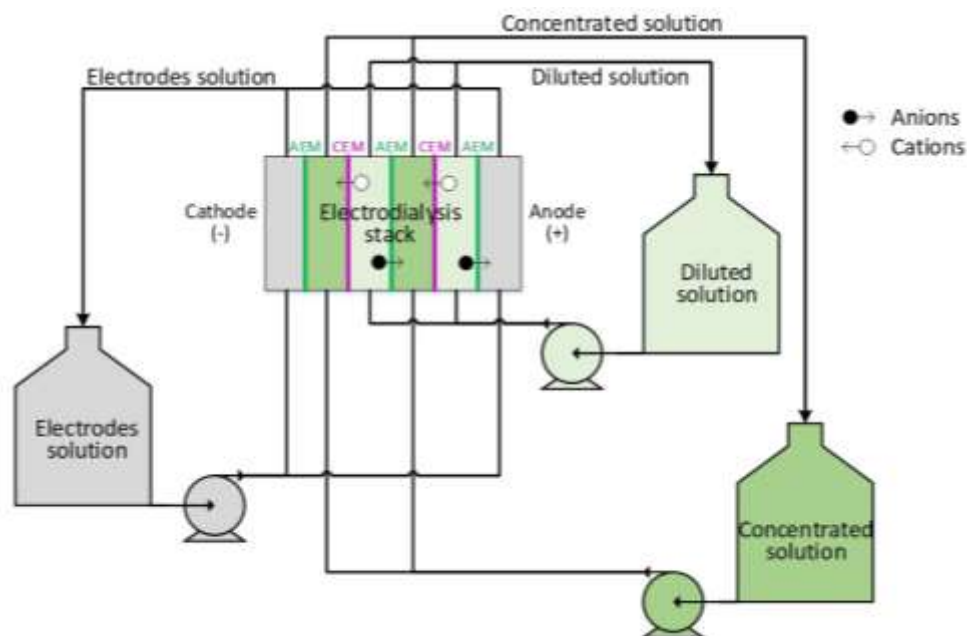 Concentrated solution
Electrodes solution
Diluted solution
Anions
Cations
AEM CEM AEM CEM AEM
Cathode
(-)
Electrodialysis
stack
Anode
(+)
Diluted
solution
Electrodes
solution
Concentrated
solution